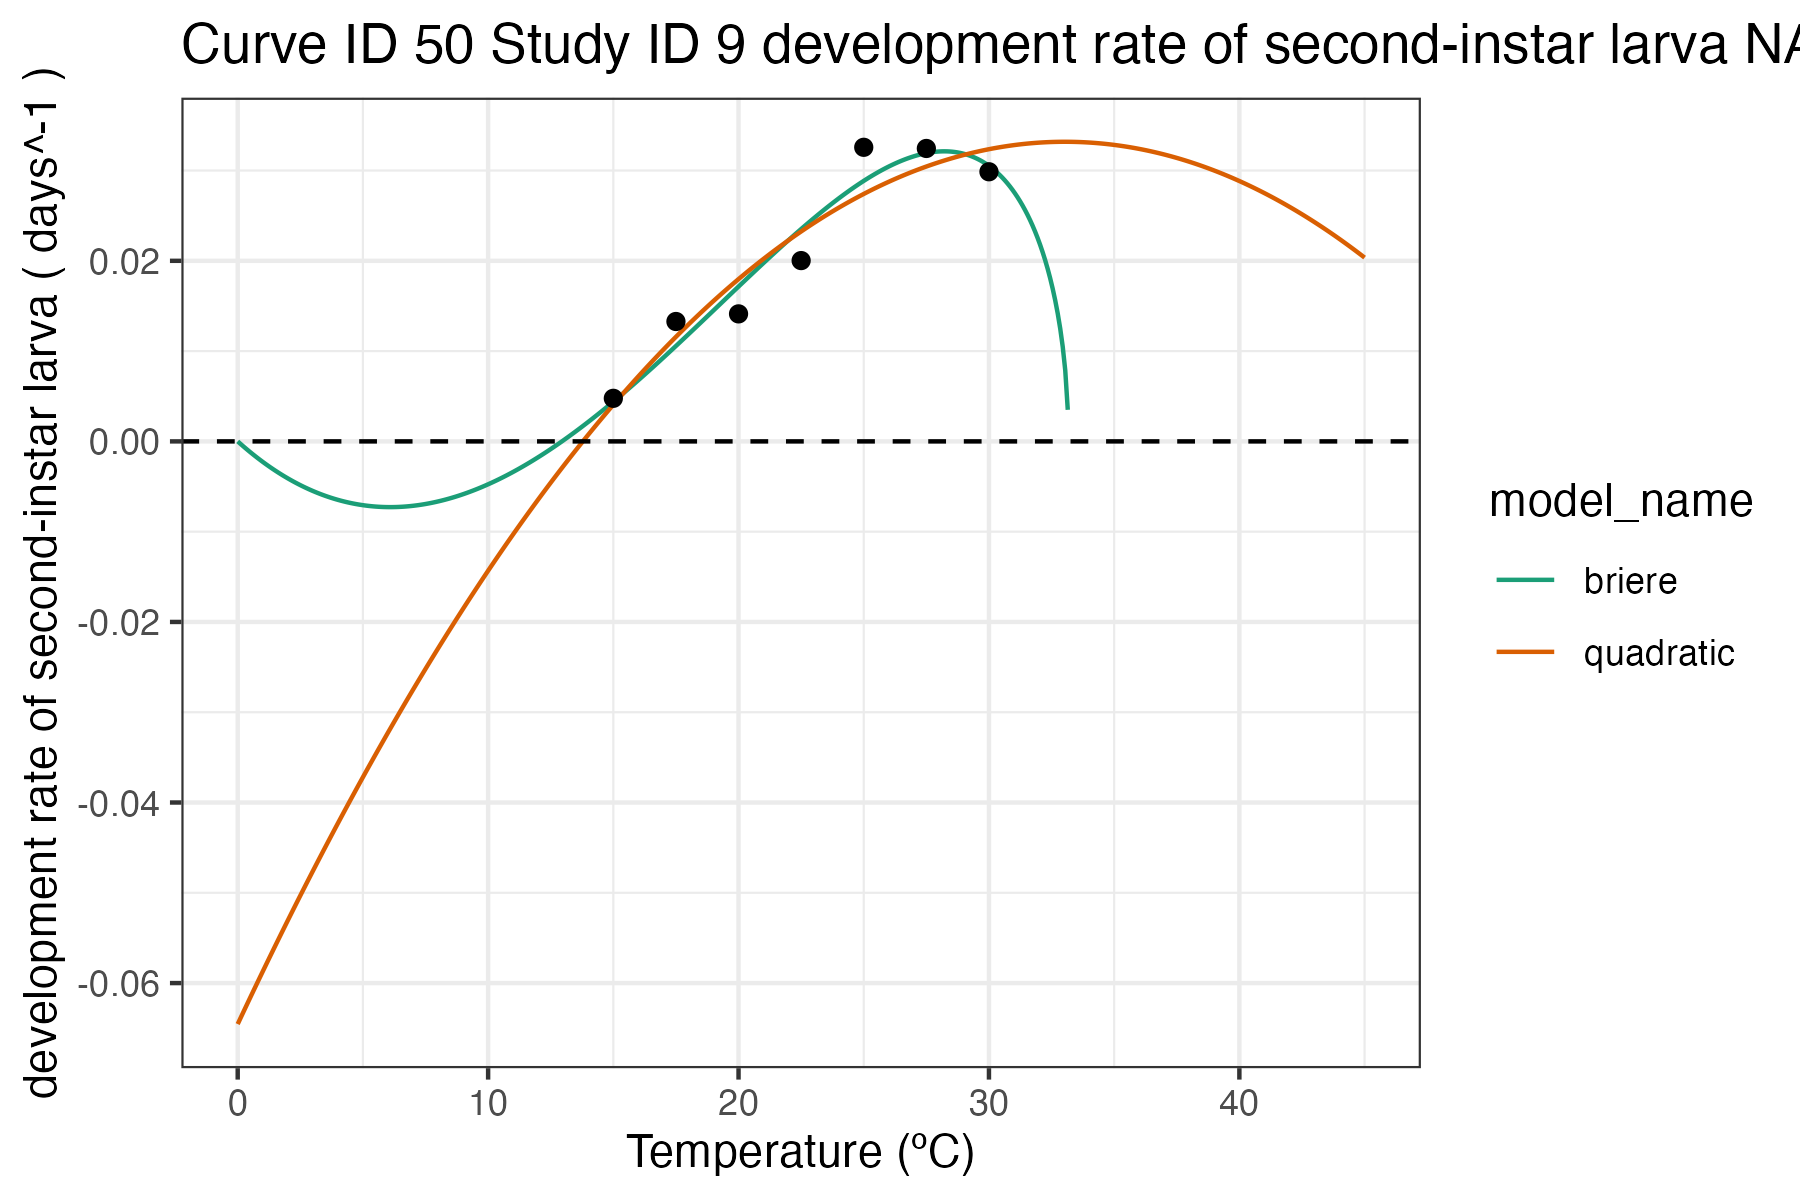 Curve ID 50 Study ID 9 development rate of second-instar larva NA
development rate of second-instar larva ( days^-1 )
0.02
0.00
-0.02
-0.04
-0.06
0 10 20 30 40
Temperature (ºC)
model_name
briere
quadratic